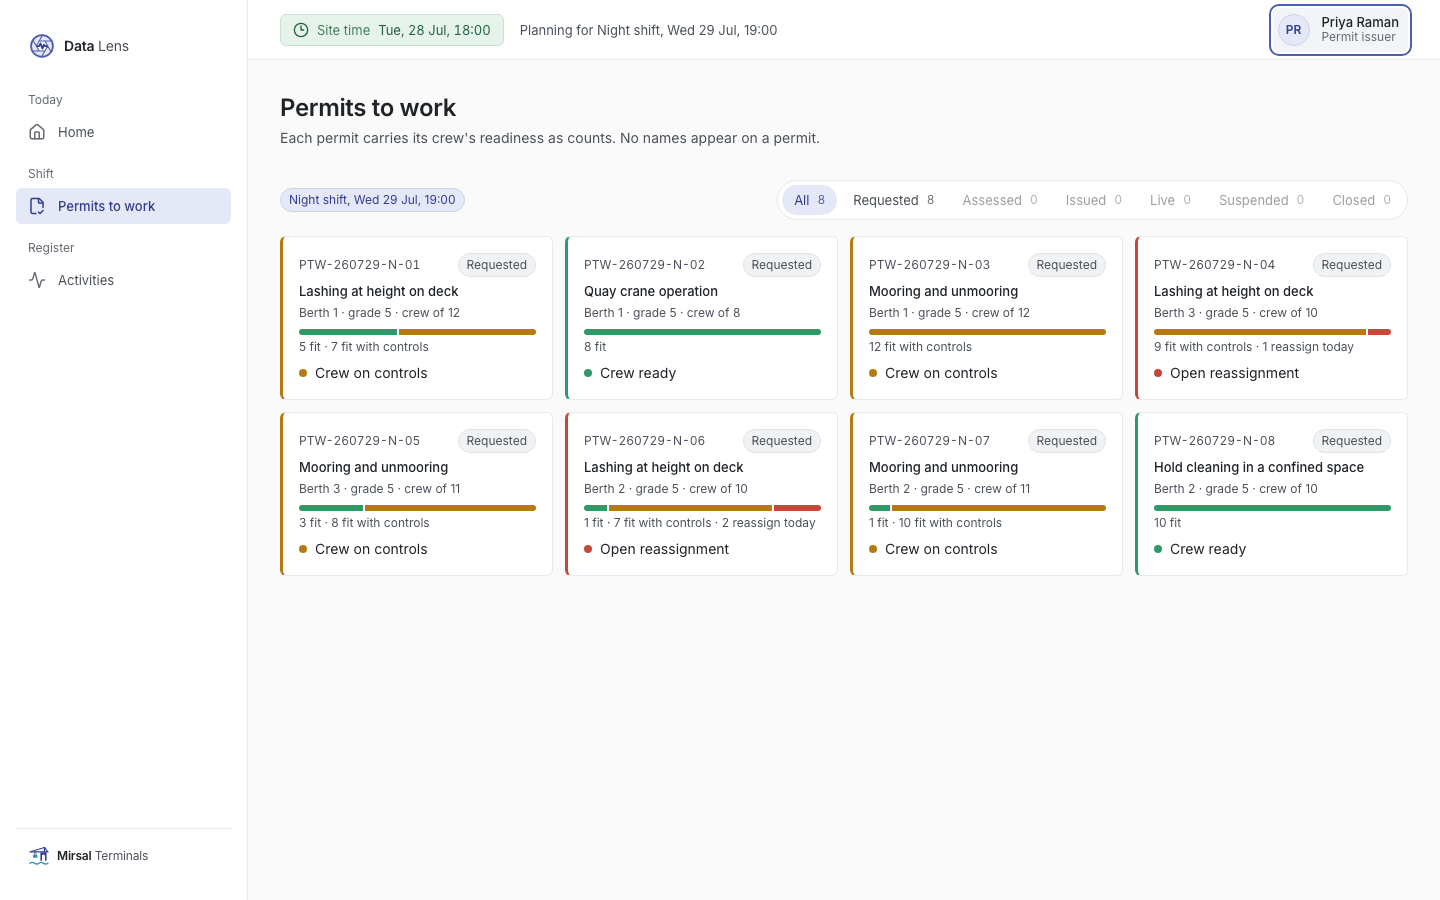 Data Lens
Today
Home
Shift
Permits to work
Register
Activities
Mirsal Terminals
Site time Tue, 28 Jul, 18:00
Planning for Night shift, Wed 29 Jul, 19:00
PR
Priya Raman
Permit issuer
Permits to work
Each permit carries its crew's readiness as counts. No names appear on a permit.
Night shift, Wed 29 Jul, 19:00
All 8 Requested 8 Assessed 0 Issued 0 Live 0 Suspended 0 Closed 0
PTW-260729-N-01 Requested
Lashing at height on deck
Berth 1 · grade 5 · crew of 12
5 fit · 7 fit with controls
Crew on controls
PTW-260729-N-02 Requested
Quay crane operation
Berth 1 · grade 5 · crew of 8
8 fit
Crew ready
PTW-260729-N-03 Requested
Mooring and unmooring
Berth 1 · grade 5 · crew of 12
12 fit with controls
Crew on controls
PTW-260729-N-04 Requested
Lashing at height on deck
Berth 3 · grade 5 · crew of 10
9 fit with controls · 1 reassign today
Open reassignment
PTW-260729-N-05 Requested
Mooring and unmooring
Berth 3 · grade 5 · crew of 11
3 fit · 8 fit with controls
Crew on controls
PTW-260729-N-06 Requested
Lashing at height on deck
Berth 2 · grade 5 · crew of 10
1 fit · 7 fit with controls · 2 reassign today
Open reassignment
PTW-260729-N-07 Requested
Mooring and unmooring
Berth 2 · grade 5 · crew of 11
1 fit · 10 fit with controls
Crew on controls
PTW-260729-N-08 Requested
Hold cleaning in a confined space
Berth 2 · grade 5 · crew of 10
10 fit
Crew ready